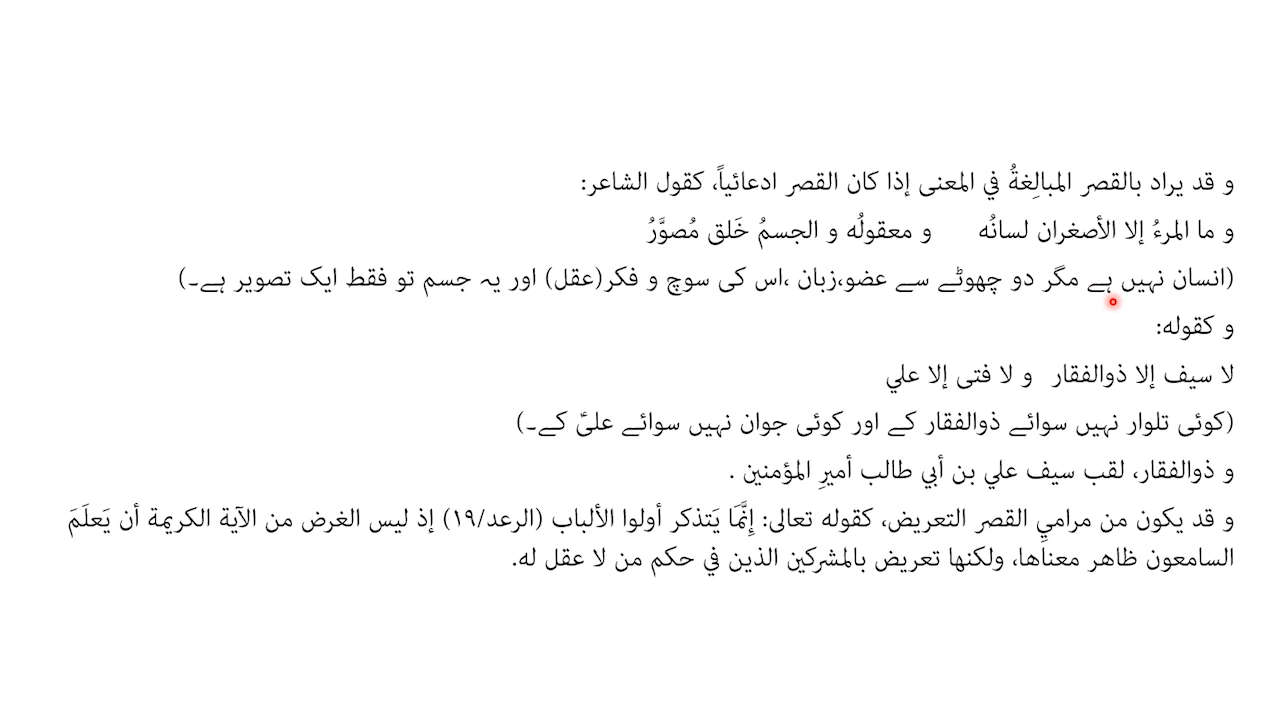 و قد يراد بالقصر المبالِغةُ في المعنى إذا كان القصر ادعائياً، كقول الشاعر:
و ما المرءُ إلا الأصغران لسانُه و معقولُه و الجسمُ خَلق مُصوَّرُ
(انسان نہیں ہے مگر دو چھوٹے سے عضو،زبان ،اس کی سوچ و فکر(عقل) اور یہ جسم تو فقط ایک تصویر ہے۔)
و كقوله:
لا سيف إلا ذوالفقار و لا فتى إلا علي
(کوئی تلوار نہیں سوائے ذوالفقار کے اور کوئی جوان نہیں سوائے علیؑ کے۔)
و ذوالفقار، لقب سيف علي بن أبي طالب أميرِ المؤمنين .
و قد يكون من مراميِ القصر التعريض، كقوله تعالى: إِنَّمَا يَتذكر أولوا الألباب (الرعد/١٩) إذ ليس الغرض من الآية الكريمة أن يَعلَمَ
السامعون ظاهر معناها، ولكنها تعريض بالمشركين الذين في حكم من لا عقل له.